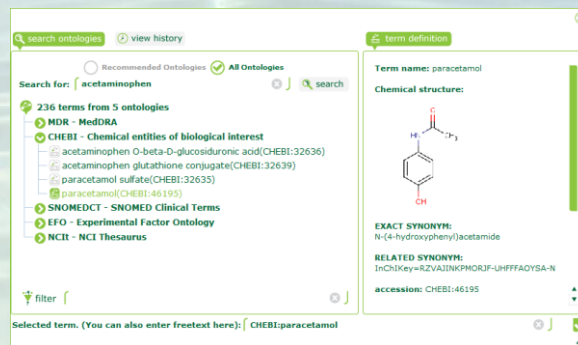 search ontologies
view history
Recommended Ontologies
All Ontologies
Search for: acetaminophen
search
236 terms from 5 ontologies
MDR - MedDRA
CHEBI - Chemical entities of biological interest
acetaminophen O-beta-D-glucosiduronic acid(CHEBI:32636)
acetaminophen glutathione conjugate(CHEBI:32639)
paracetamol sulfate(CHEBI:32635)
paracetamol(CHEBI:46195)
SNOMEDCT - SNOMED Clinical Terms
EFO - Experimental Factor Ontology
NCIt - NCI Thesaurus
filter
term definition
Term name: paracetamol
Chemical structure:
O
HN
OH
EXACT SYNONYM:
N-(4-hydroxyphenyl)acetamide
RELATED SYNONYM:
InChIKey=RZVAJINKPMORJF-UHFFFAOYSA-N
accession: CHEBI:46195
Selected term. (You can also enter freetext here): CHEBI:paracetamol